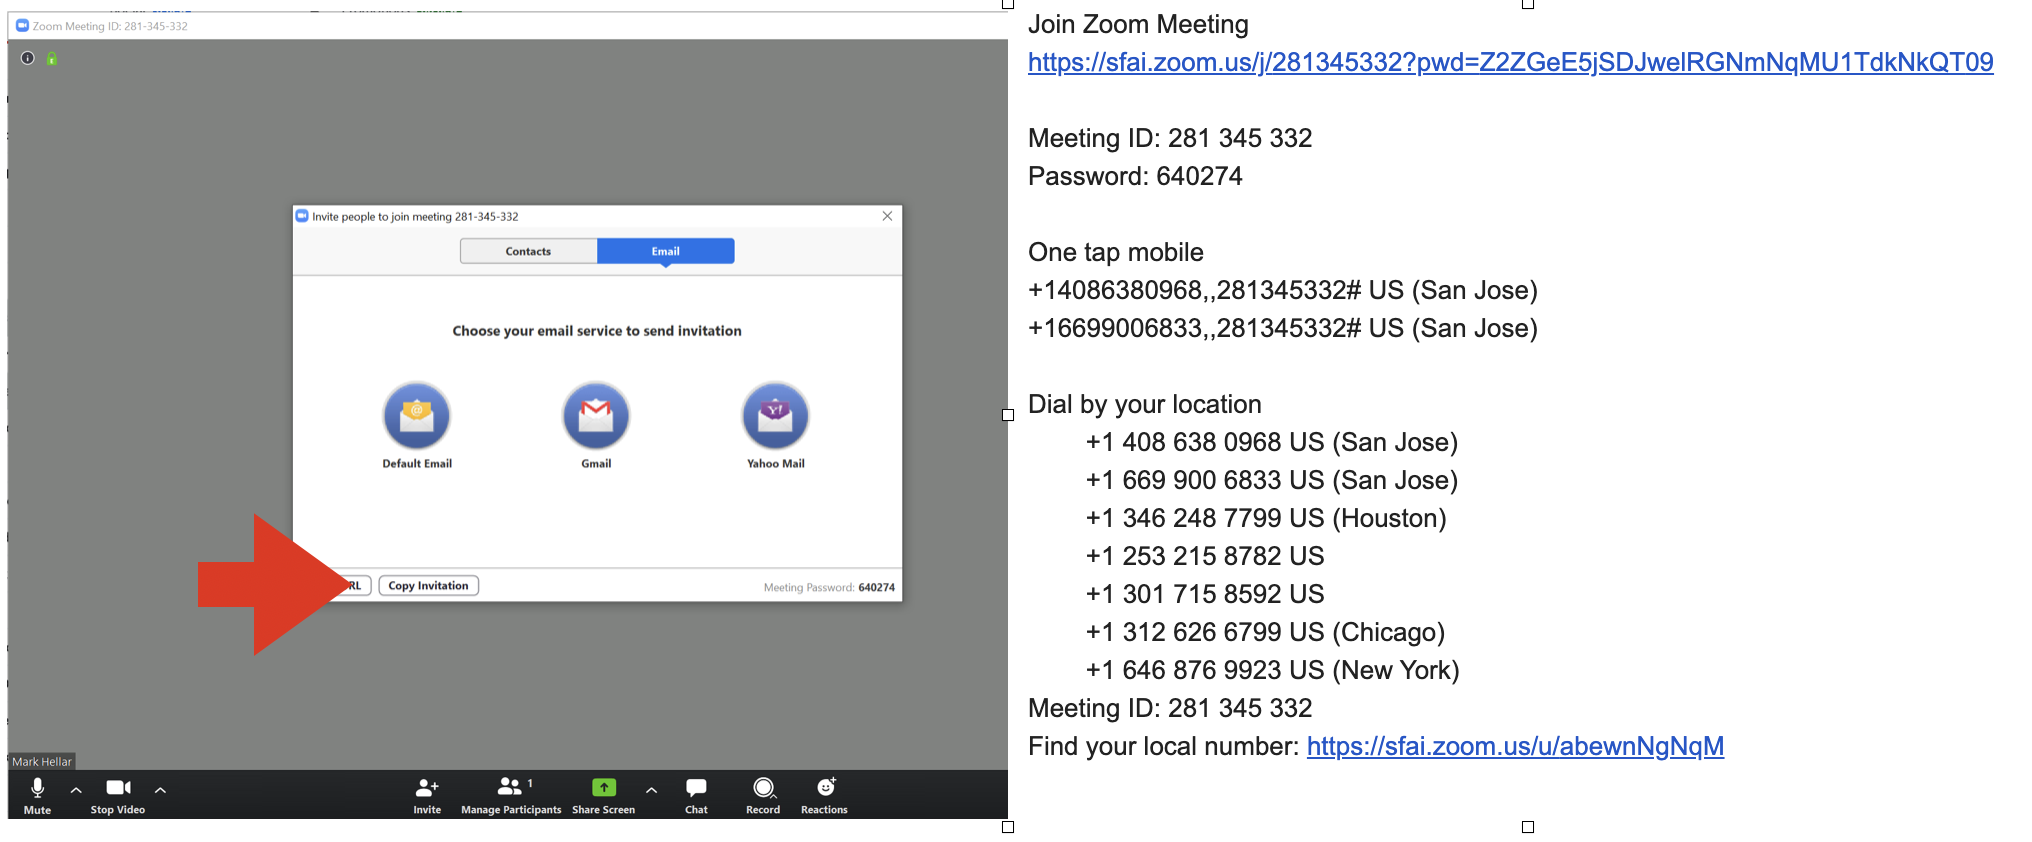 Zoom Meeting ID: 281-345-332
Invite people to join meeting 281-345-332
Contacts
Email
Choose your email service to send invitation
Default Email
Gmail
Yahoo Mail
RL
Copy Invitation
Meeting Password: 640274
Mark Hellar
Mute
Stop Video
Invite
1
Manage Participants
Share Screen
Chat
Record
Reactions
Join Zoom Meeting
https://sfai.zoom.us/j/281345332?pwd=Z2ZGeE5jSDJwelRGNmNqMU1TdkNkQT09
Meeting ID: 281 345 332
Password: 640274
One tap mobile
+14086380968,,281345332# US (San Jose)
+16699006833,,281345332# US (San Jose)
Dial by your location
+1 408 638 0968 US (San Jose)
+1 669 900 6833 US (San Jose)
+1 346 248 7799 US (Houston)
+1 253 215 8782 US
+1 301 715 8592 US
+1 312 626 6799 US (Chicago)
+1 646 876 9923 US (New York)
Meeting ID: 281 345 332
Find your local number: https://sfai.zoom.us/u/abewnNgNqM